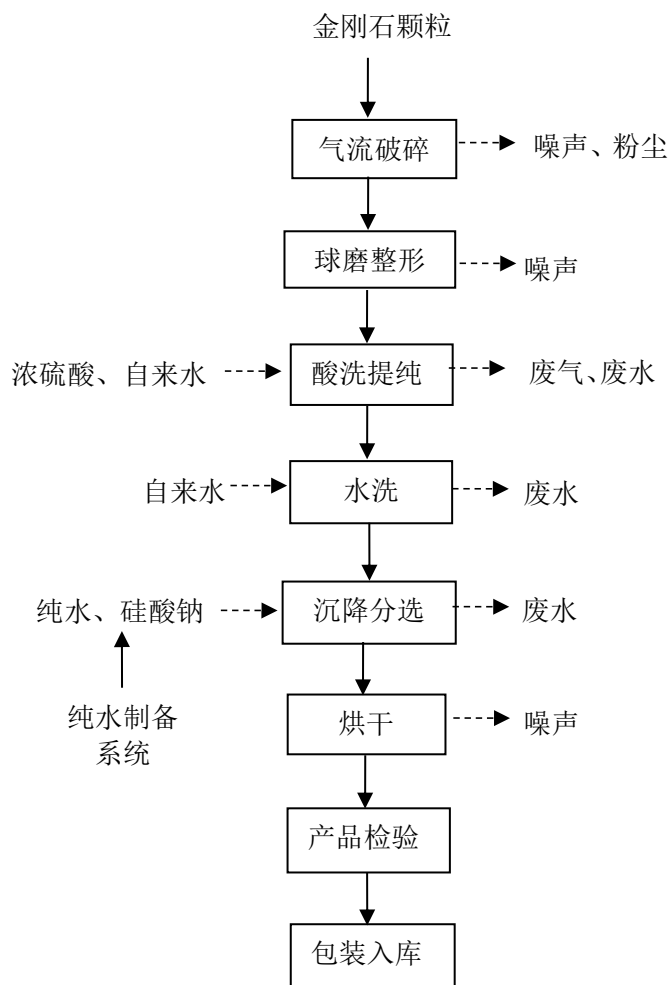 金刚石颗粒
气流破碎
噪声、粉尘
球磨整形
噪声
浓硫酸、自来水
酸洗提纯
废气、废水
自来水
水洗
废水
纯水、硅酸钠
沉降分选
废水
纯水制备
系统
烘干
噪声
产品检验
包装入库